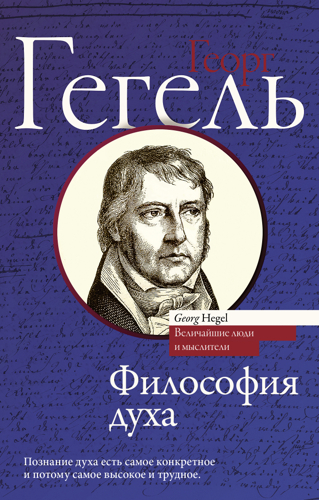 Георг
Гегель
Georg Hegel
Величайшие люди
и мыслители
Философия
духа
Познание духа есть самое конкретное
и потому самое высокое и трудное.